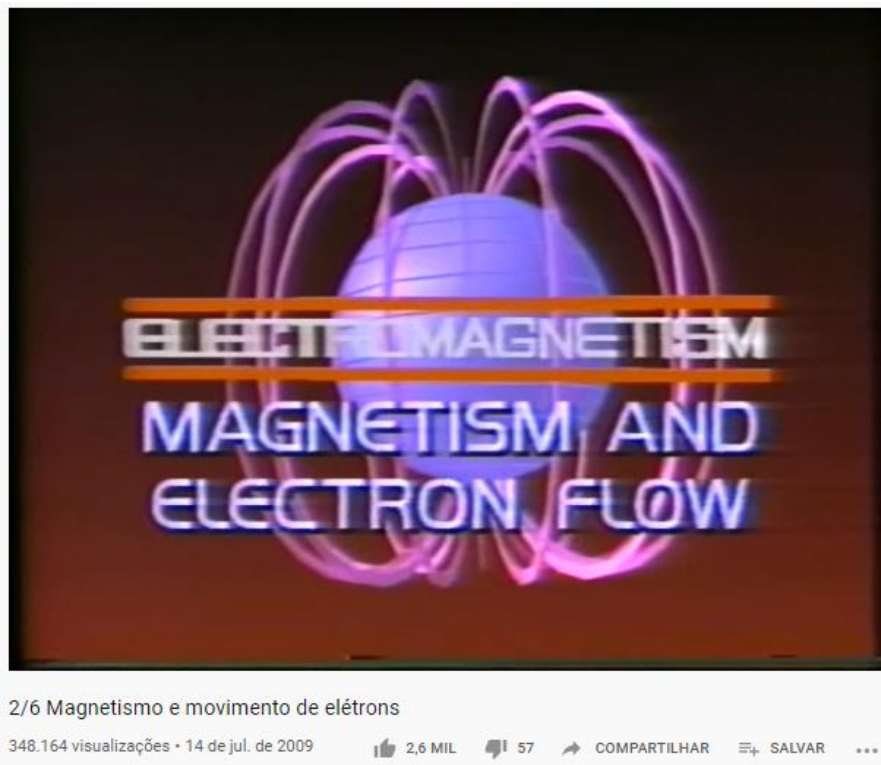 ELECTROMAGNETISM
MAGNETISM AND
ELECTRON FLOW
2/6 Magnetismo e movimento de elétrons
348.164 visualizações • 14 de jul. de 2009 2,6 MIL 57 COMPARTILHAR SALVAR